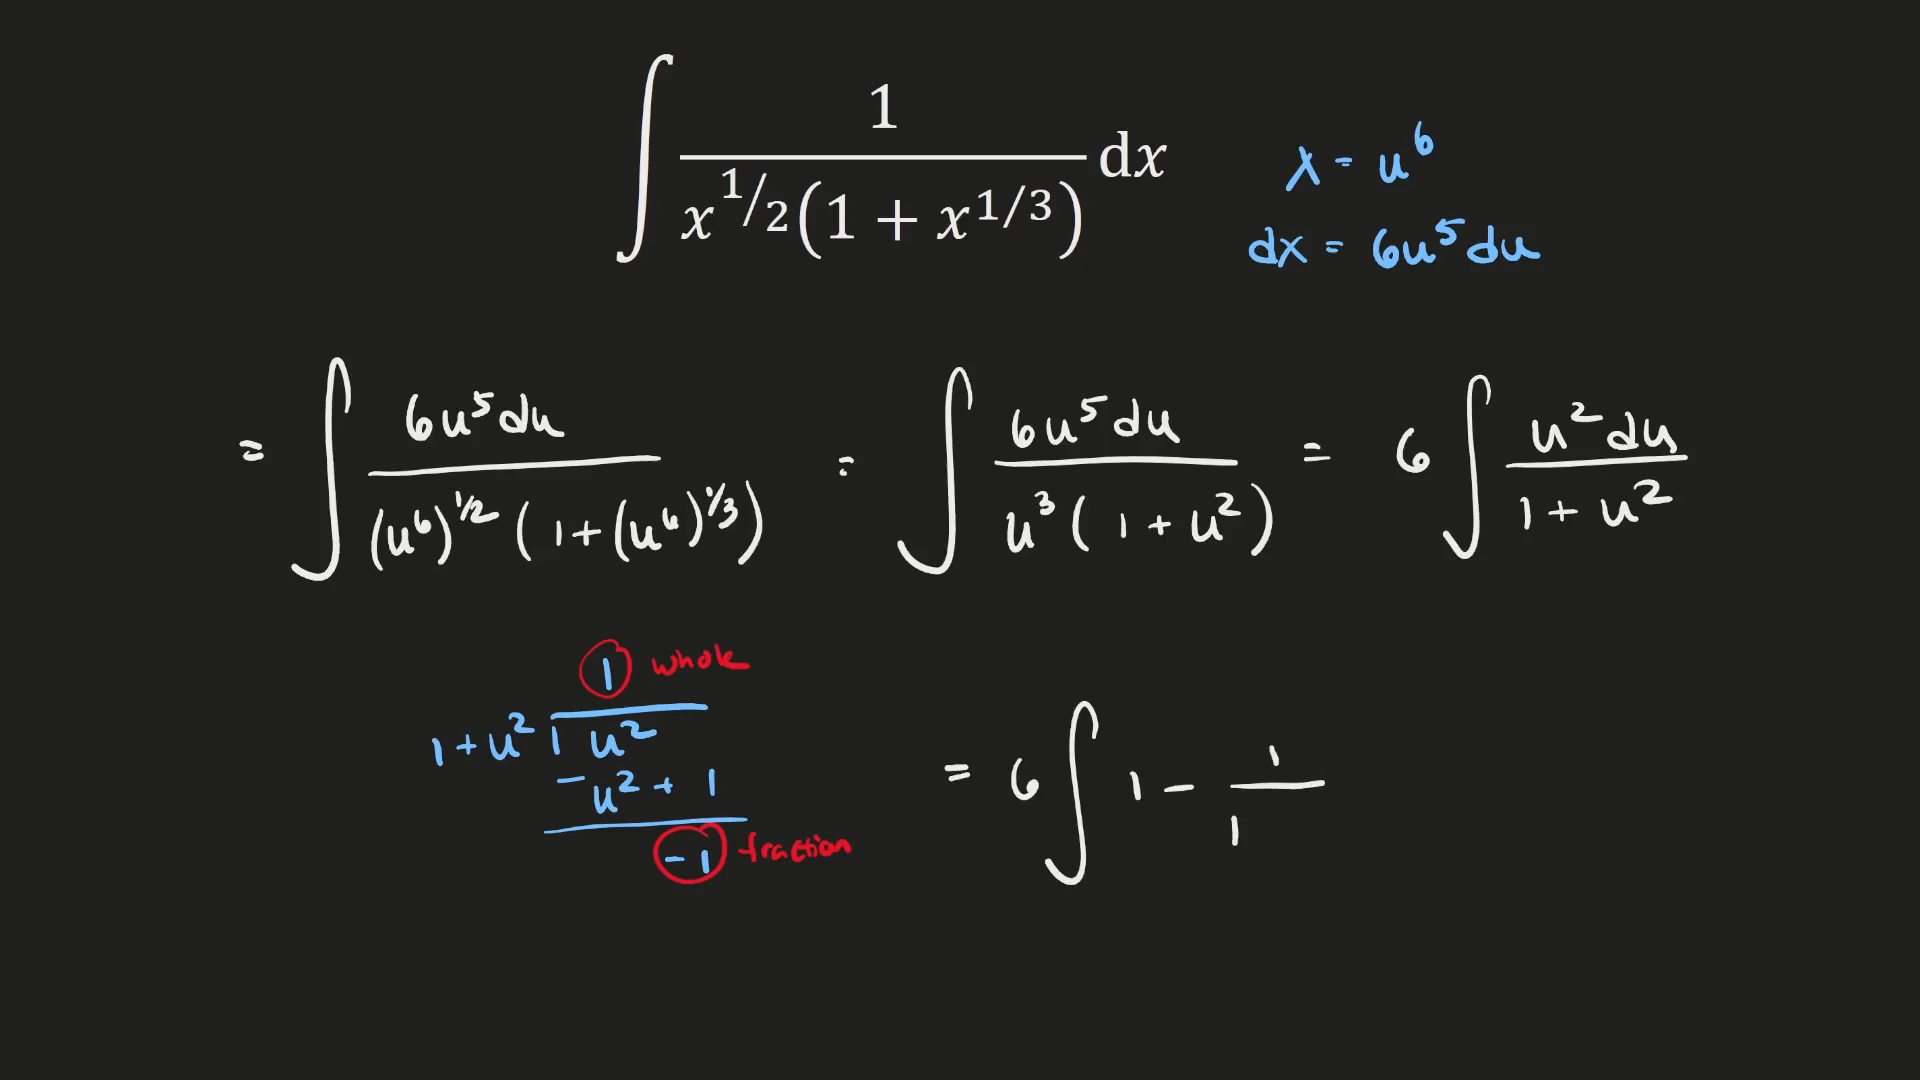 ∫ 1 / (x^{1/2}(1 + x^{1/3})) dx
x = u^6
dx = 6u^5 du
= ∫ 6u^5 du / ((u^6)^{1/2} (1 + (u^6)^{1/3})) = ∫ 6u^5 du / (u^3 (1 + u^2)) = 6 ∫ u^2 du / (1 + u^2)
1 whole
1 + u^2 | u^2
- u^2 + 1
-1 fraction
= 6 ∫ 1 - 1 / 1